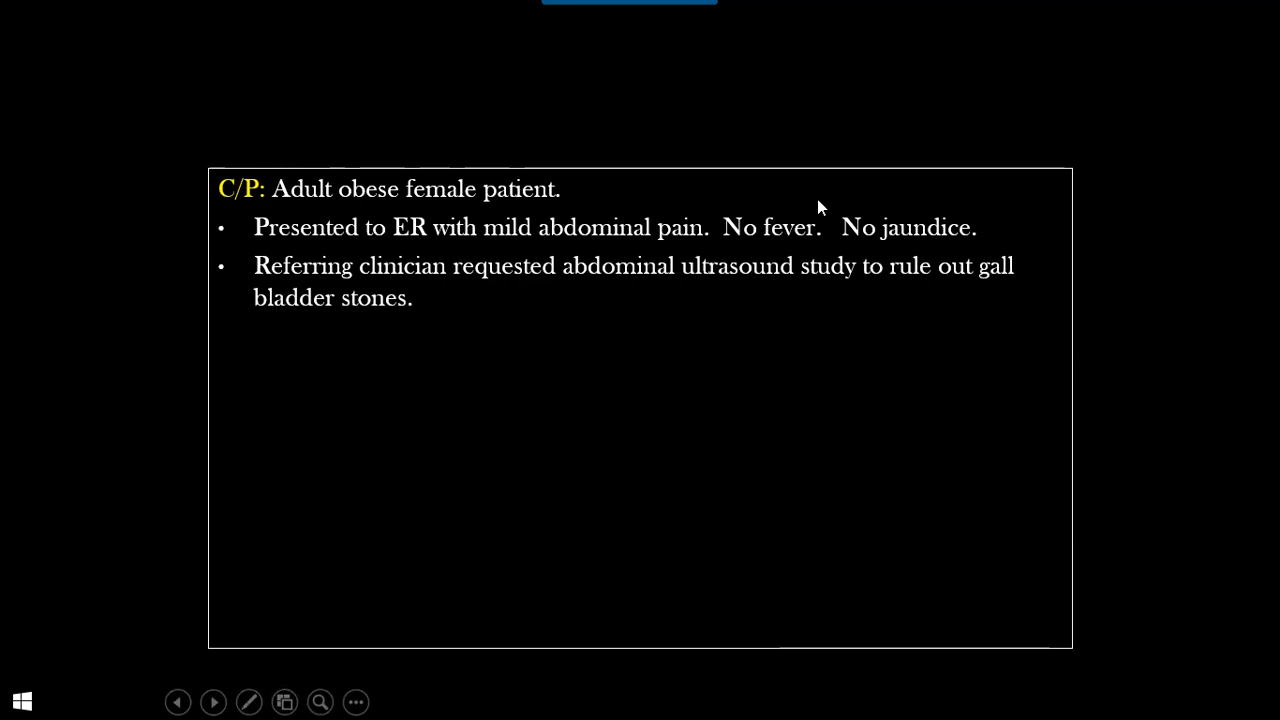 C/P: Adult obese female patient.
• Presented to ER with mild abdominal pain.  No fever.   No jaundice.
• Referring clinician requested abdominal ultrasound study to rule out gall
bladder stones.